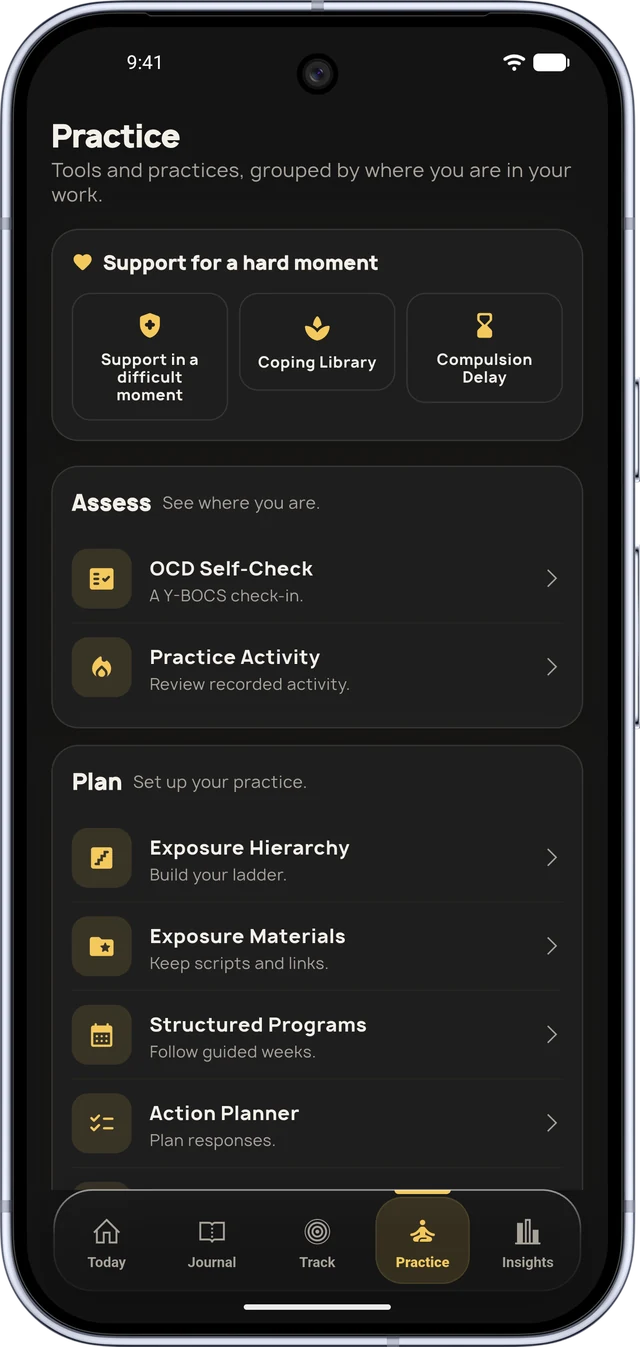 9:41
Practice
Tools and practices, grouped by where you are in your
work.
Support for a hard moment
Support in a
difficult
moment
Coping Library
Compulsion
Delay
Assess See where you are.
OCD Self-Check
A Y-BOCS check-in.
Practice Activity
Review recorded activity.
Plan Set up your practice.
Exposure Hierarchy
Build your ladder.
Exposure Materials
Keep scripts and links.
Structured Programs
Follow guided weeks.
Action Planner
Plan responses.
Today
Journal
Track
Practice
Insights